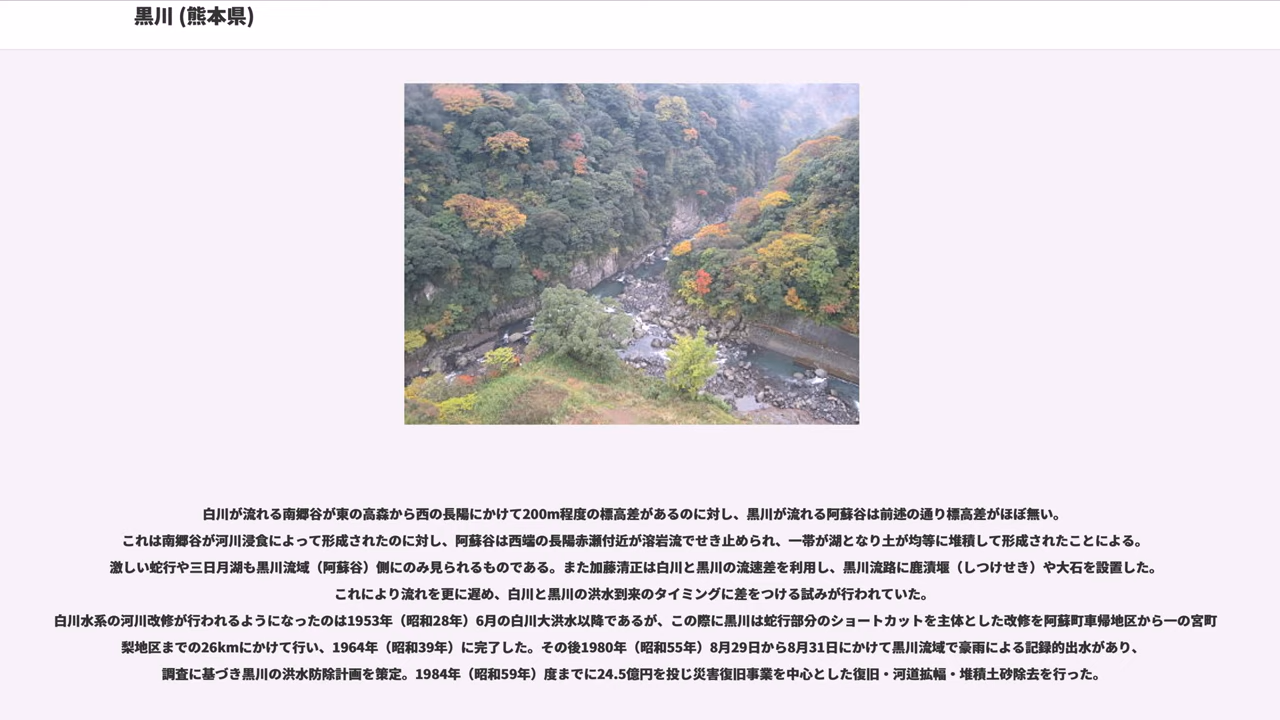 黒川 (熊本県)
白川が流れる南郷谷が東の高森から西の長陽にかけて200m程度の標高差があるのに対し、黒川が流れる阿蘇谷は前述の通り標高差がほぼ無い。
これは南郷谷が河川浸食によって形成されたのに対し、阿蘇谷は西端の長陽赤瀬付近が溶岩流でせき止められ、一帯が湖となり土が均等に堆積して形成されたことによる。
激しい蛇行や三日月湖も黒川流域（阿蘇谷）側にのみ見られるものである。また加藤清正は白川と黒川の流速差を利用し、黒川流路に鹿漬堰（しつけせき）や大石を設置した。
これにより流れを更に遅め、白川と黒川の洪水到来のタイミングに差をつける試みが行われていた。
白川水系の河川改修が行われるようになったのは1953年（昭和28年）6月の白川大洪水以降であるが、この際に黒川は蛇行部分のショートカットを主体とした改修を阿蘇町車帰地区から一の宮町
梨地区までの26kmにかけて行い、1964年（昭和39年）に完了した。その後1980年（昭和55年）8月29日から8月31日にかけて黒川流域で豪雨による記録的出水があり、
調査に基づき黒川の洪水防除計画を策定。1984年（昭和59年）度までに24.5億円を投じ災害復旧事業を中心とした復旧・河道拡幅・堆積土砂除去を行った。